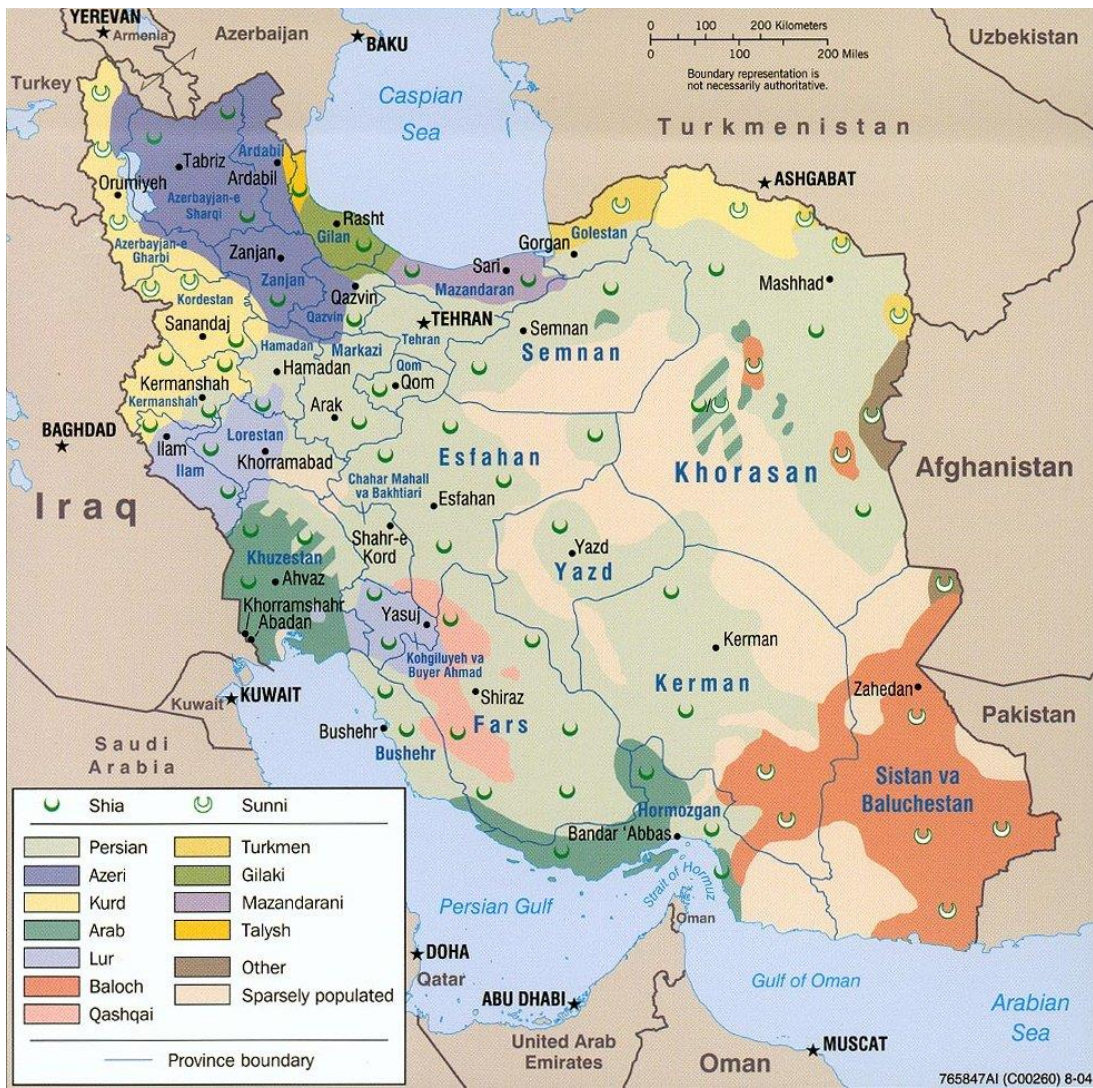 YEREVAN
Armenia
Azerbaijan
BAKU
Turkey
Caspian
Sea
0 100 200 Kilometers
0 100 200 Miles
Boundary representation is
not necessarily authoritative.
Uzbekistan
Turkmenistan
ASHGABAT
Tabriz
Ardabil
Ardabil
Orumiyeh
Azerbayjan-e
Sharqi
Rasht
Gilan
Azerbayjan-e
Gharbi
Zanjan
Zanjan
Qazvin
Qazvin
Kordestan
Sanandaj
Sari
Mazandaran
Gorgan
Golestan
Mashhad
TEHRAN
Tehran
Semnan
Semnan
Hamadan
Hamadan
Markazi
Qom
Qom
Kermanshah
Kermanshah
Arak
BAGHDAD
Ilam
Ilam
Lorestan
Khorramabad
Esfahan
Esfahan
Khorasan
Afghanistan
Iraq
Chahar Mahall
va Bakhtiari
Shahr-e
Kord
Yazd
Yazd
Khuzestan
Ahvaz
Khorramshahr
Abadan
Yasuj
Kohgiluyeh va
Buyer Ahmad
Kerman
Kerman
Kuwait
KUWAIT
Shiraz
Fars
Zahedan
Pakistan
Saudi
Arabia
Bushehr
Bushehr
Sistan va
Baluchestan
Hormozgan
Bandar 'Abbas
Strait of Hormuz
Oman
Persian Gulf
DOHA
Qatar
ABU DHABI
United Arab
Emirates
Gulf of Oman
Arabian
Sea
Oman
MUSCAT
Shia
Sunni
Persian
Azeri
Kurd
Arab
Lur
Baloch
Qashqai
Turkmen
Gilaki
Mazandarani
Talysh
Other
Sparsely populated
Province boundary
765847AI (C00260) 8-04